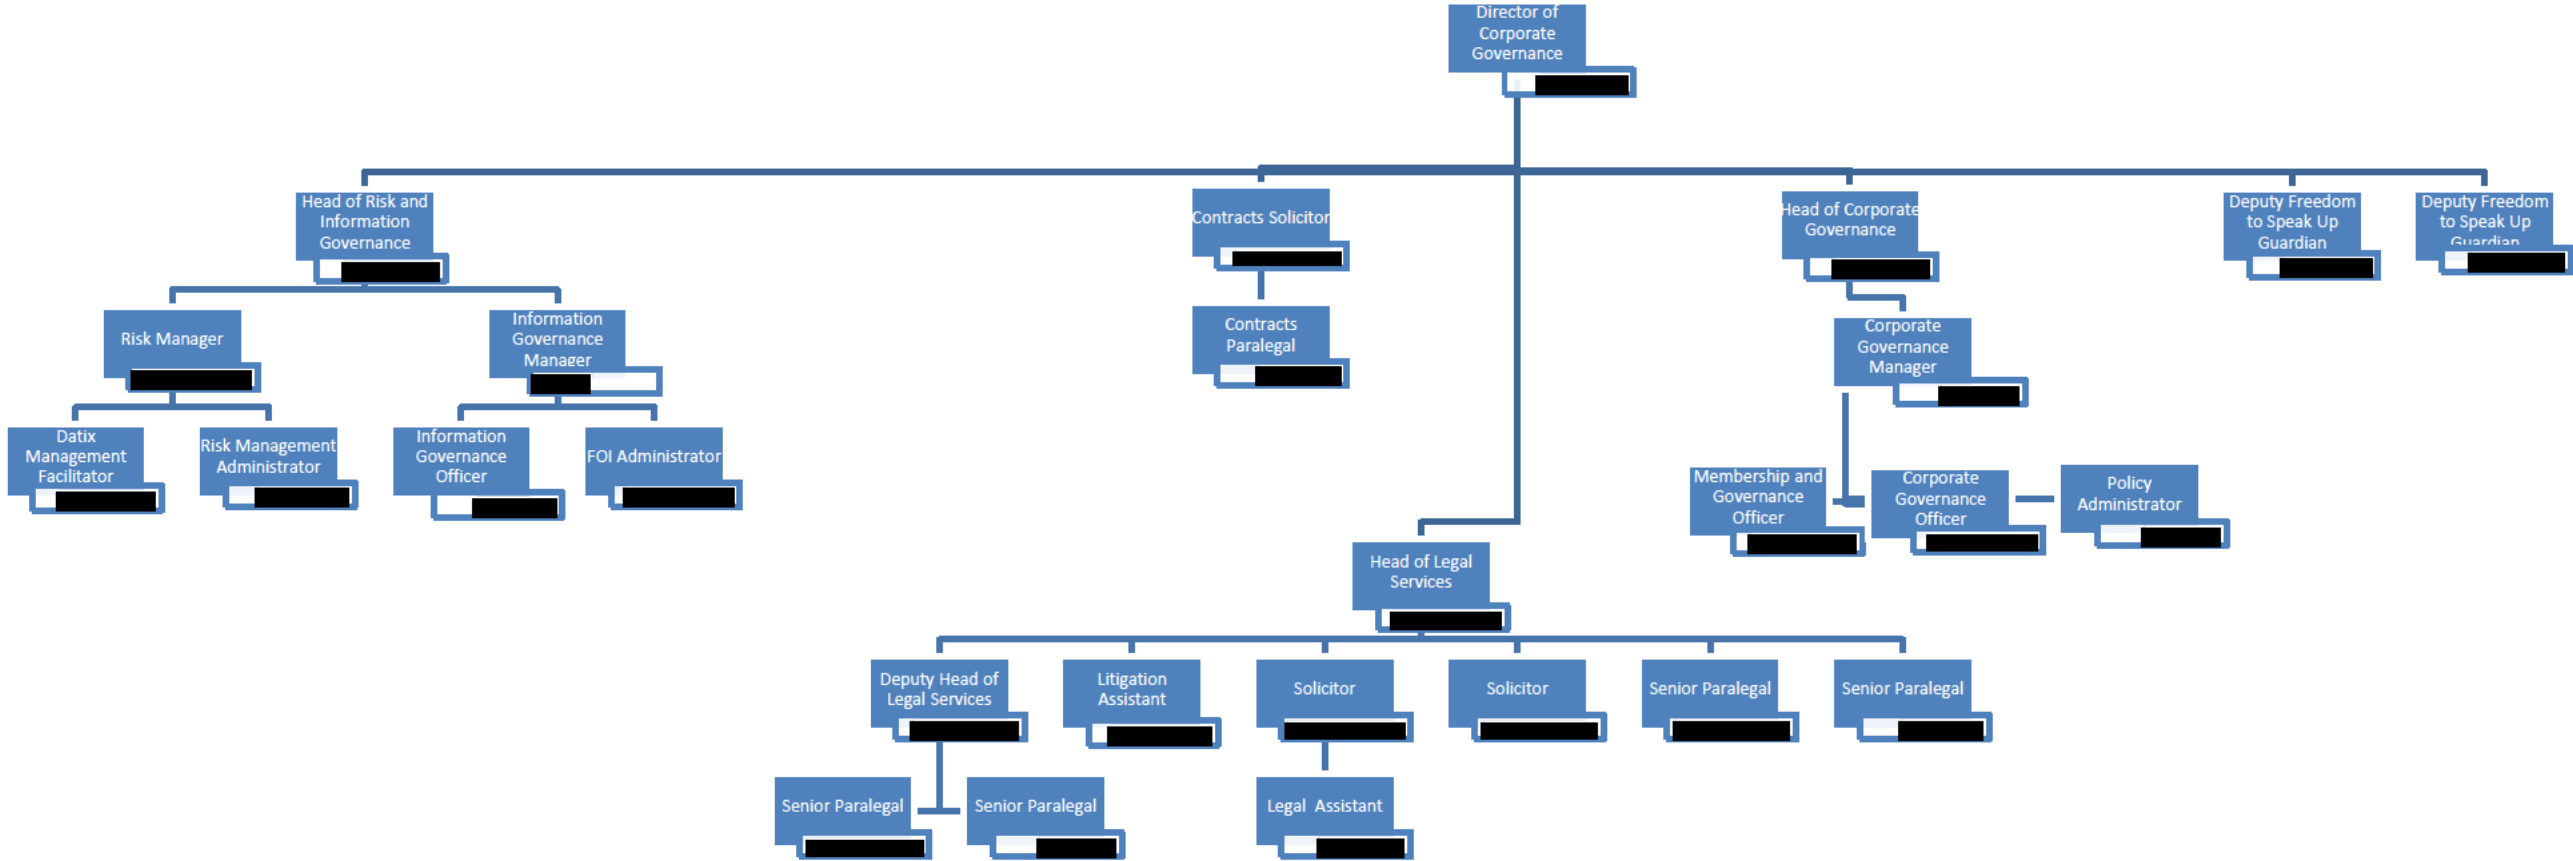 Director of
Corporate
Governance
Head of Risk and
Information
Governance
Contracts Solicitor
Head of Corporate
Governance
Deputy Freedom
to Speak Up
Guardian
Deputy Freedom
to Speak Up
Guardian
Risk Manager
Information
Governance
Manager
Contracts
Paralegal
Corporate
Governance
Manager
Datix
Management
Facilitator
Risk Management
Administrator
Information
Governance
Officer
FOI Administrator
Membership and
Governance
Officer
Corporate
Governance
Officer
Policy
Administrator
Head of Legal
Services
Deputy Head of
Legal Services
Litigation
Assistant
Solicitor
Solicitor
Senior Paralegal
Senior Paralegal
Senior Paralegal
Senior Paralegal
Legal Assistant